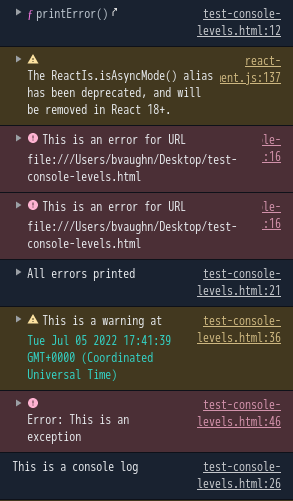 ƒ printError() test-console-
levels.html:12
react-
The ReactIs.isAsyncMode() alias ent.js:137
has been deprecated, and will
be removed in React 18+.
This is an error for URL le-
file:///Users/bvaughn/Desktop/test- :16
console-levels.html
This is an error for URL le-
file:///Users/bvaughn/Desktop/test- :16
console-levels.html
All errors printed test-console-
levels.html:21
This is a warning at test-console-
Tue Jul 05 2022 17:41:39 levels.html:36
GMT+0000 (Coordinated
Universal Time)
test-console-
Error: This is an levels.html:46
exception
This is a console log test-console-
levels.html:26